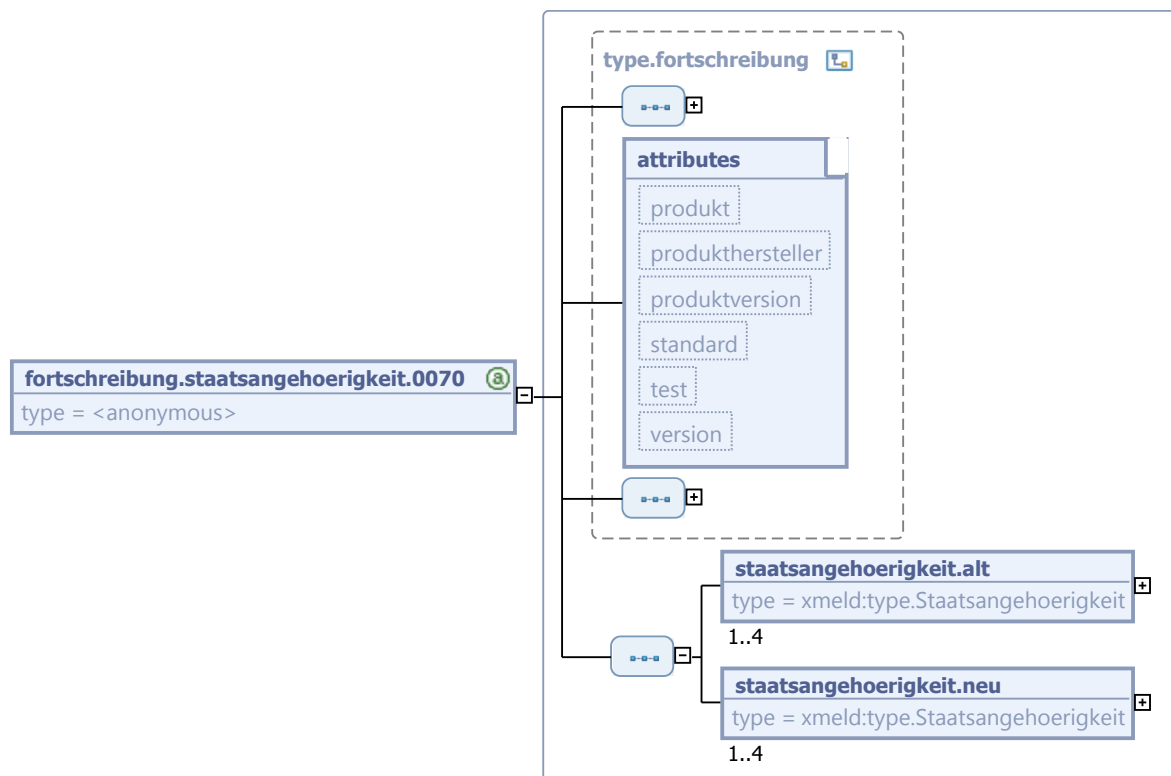 type.fortschreibung
attributes
produkt
produkthersteller
produktversion
standard
test
version
fortschreibung.staatsangehoerigkeit.0070 a
type = <anonymous>
staatsangehoerigkeit.alt
type = xmeld:type.Staatsangehoerigkeit
1..4
staatsangehoerigkeit.neu
type = xmeld:type.Staatsangehoerigkeit
1..4